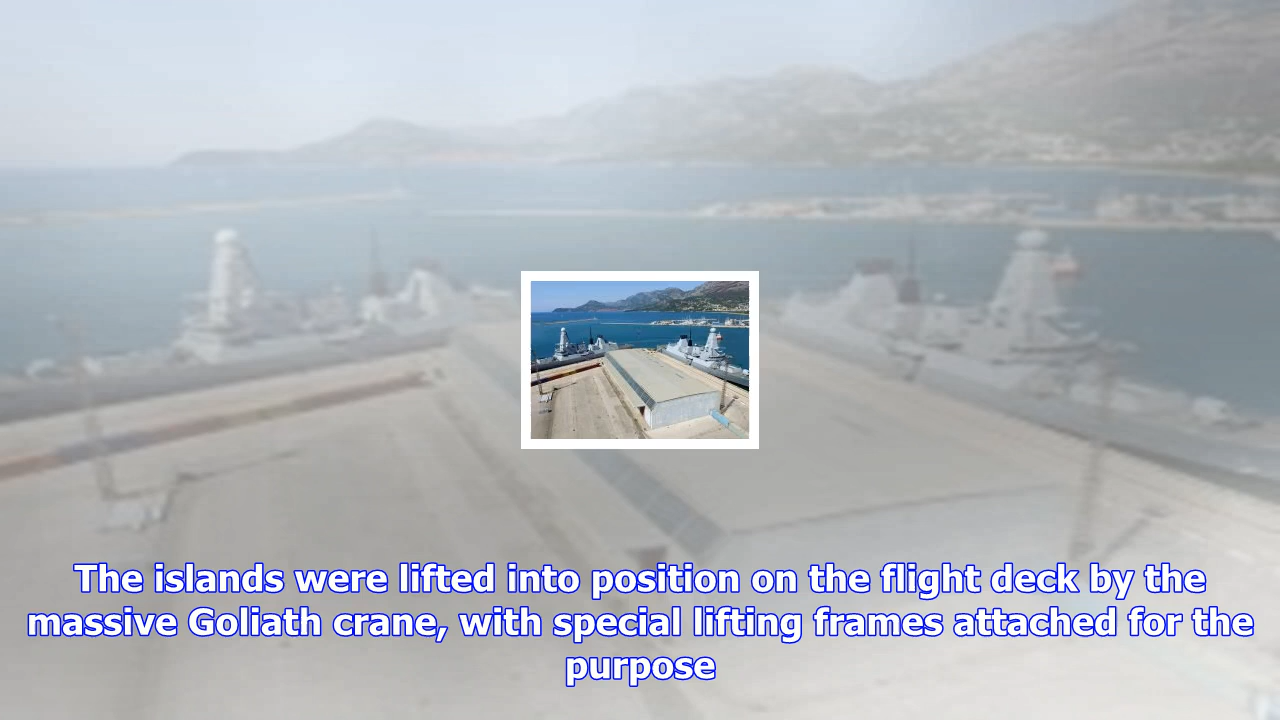 The islands were lifted into position on the flight deck by the
massive Goliath crane, with special lifting frames attached for the
purpose